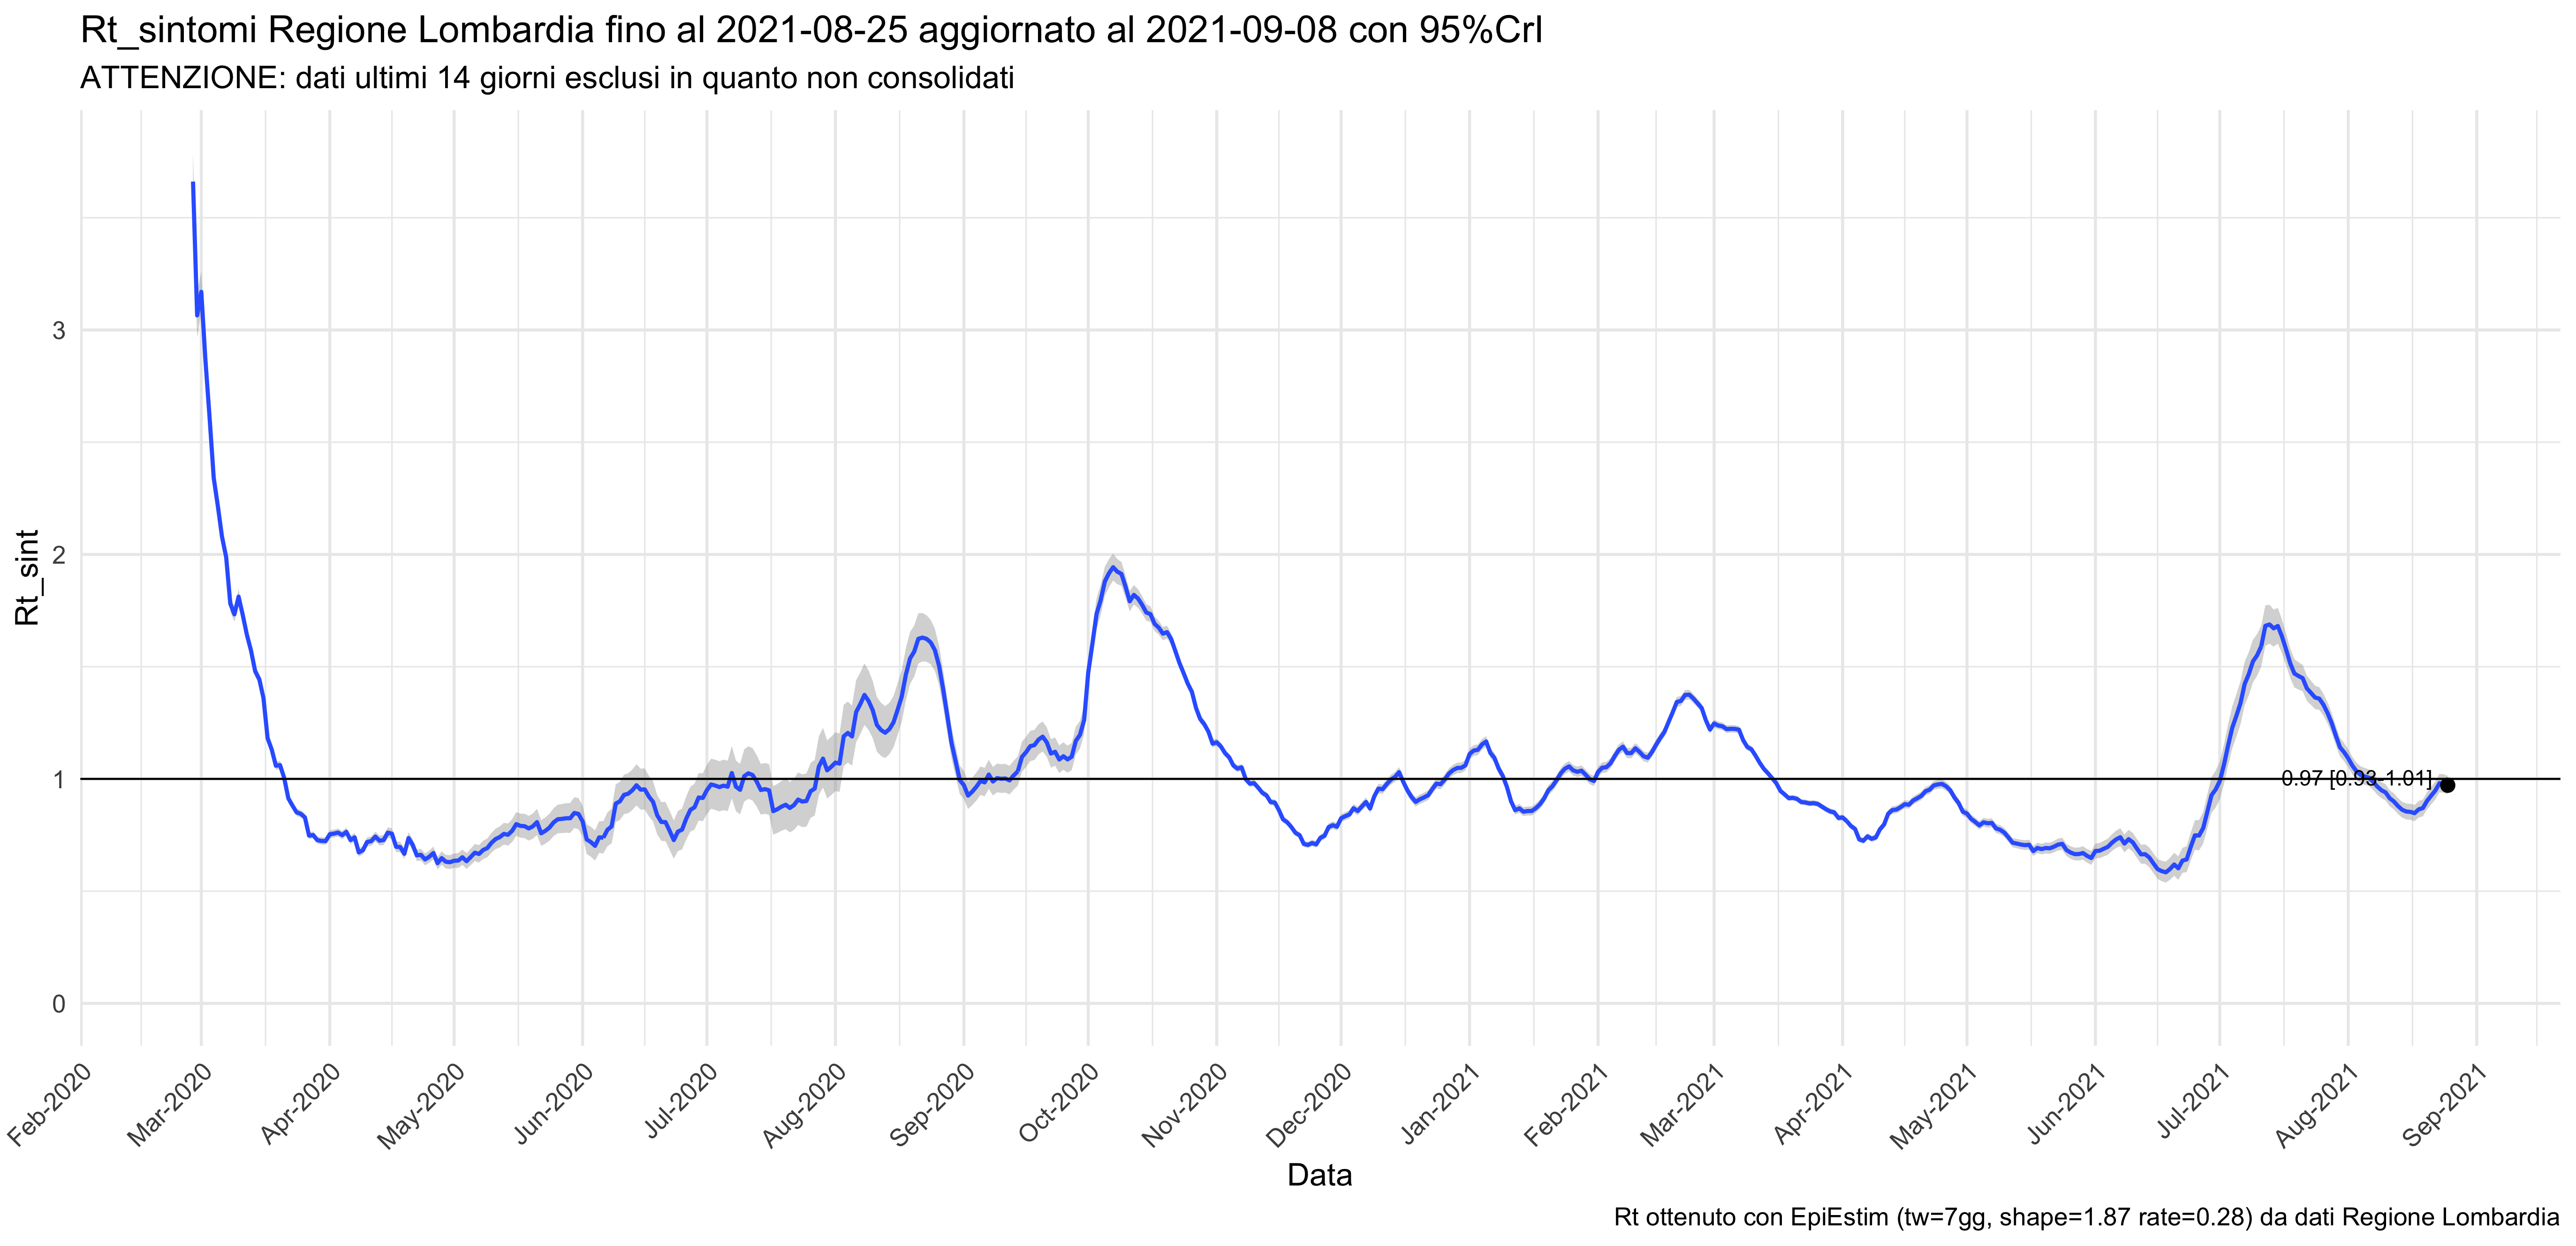 Rt_sintomi Regione Lombardia fino al 2021-08-25 aggiornato al 2021-09-08 con 95%CrI
ATTENZIONE: dati ultimi 14 giorni esclusi in quanto non consolidati
Rt_sint
3
2
1
0
0.97 [0.93-1.01]
Feb-2020
Mar-2020
Apr-2020
May-2020
Jun-2020
Jul-2020
Aug-2020
Sep-2020
Oct-2020
Nov-2020
Dec-2020
Jan-2021
Feb-2021
Mar-2021
Apr-2021
May-2021
Jun-2021
Jul-2021
Aug-2021
Sep-2021
Data
Rt ottenuto con EpiEstim (tw=7gg, shape=1.87 rate=0.28) da dati Regione Lombardia